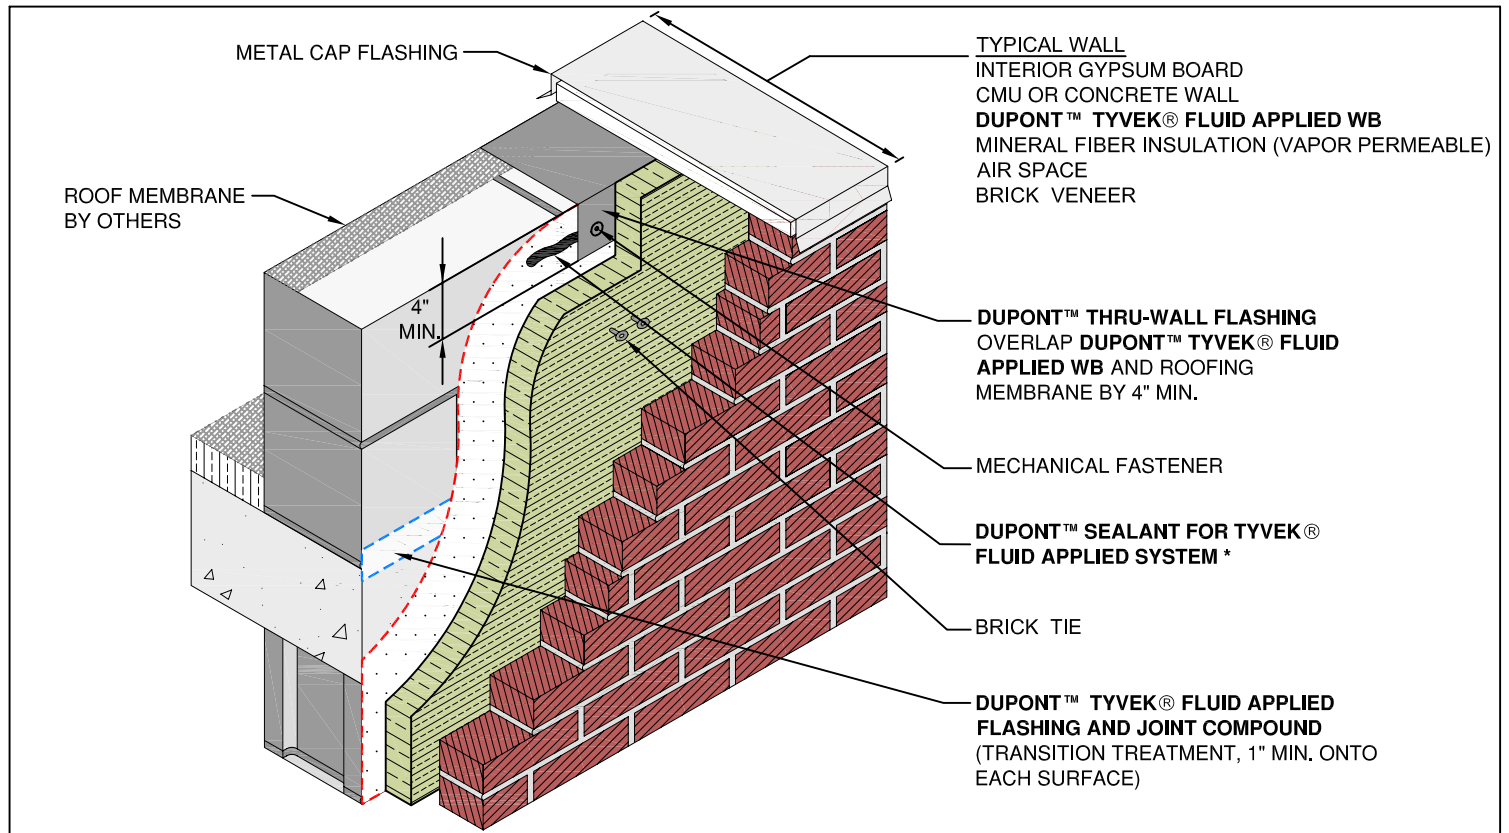 METAL CAP FLASHING
ROOF MEMBRANE
BY OTHERS
4"
MIN.
TYPICAL WALL
INTERIOR GYPSUM BOARD
CMU OR CONCRETE WALL
DUPONT™ TYVEK® FLUID APPLIED WB
MINERAL FIBER INSULATION (VAPOR PERMEABLE)
AIR SPACE
BRICK VENEER
DUPONT™ THRU-WALL FLASHING
OVERLAP DUPONT™ TYVEK® FLUID
APPLIED WB AND ROOFING
MEMBRANE BY 4" MIN.
MECHANICAL FASTENER
DUPONT™ SEALANT FOR TYVEK®
FLUID APPLIED SYSTEM *
BRICK TIE
DUPONT™ TYVEK® FLUID APPLIED
FLASHING AND JOINT COMPOUND
(TRANSITION TREATMENT, 1" MIN. ONTO
EACH SURFACE)